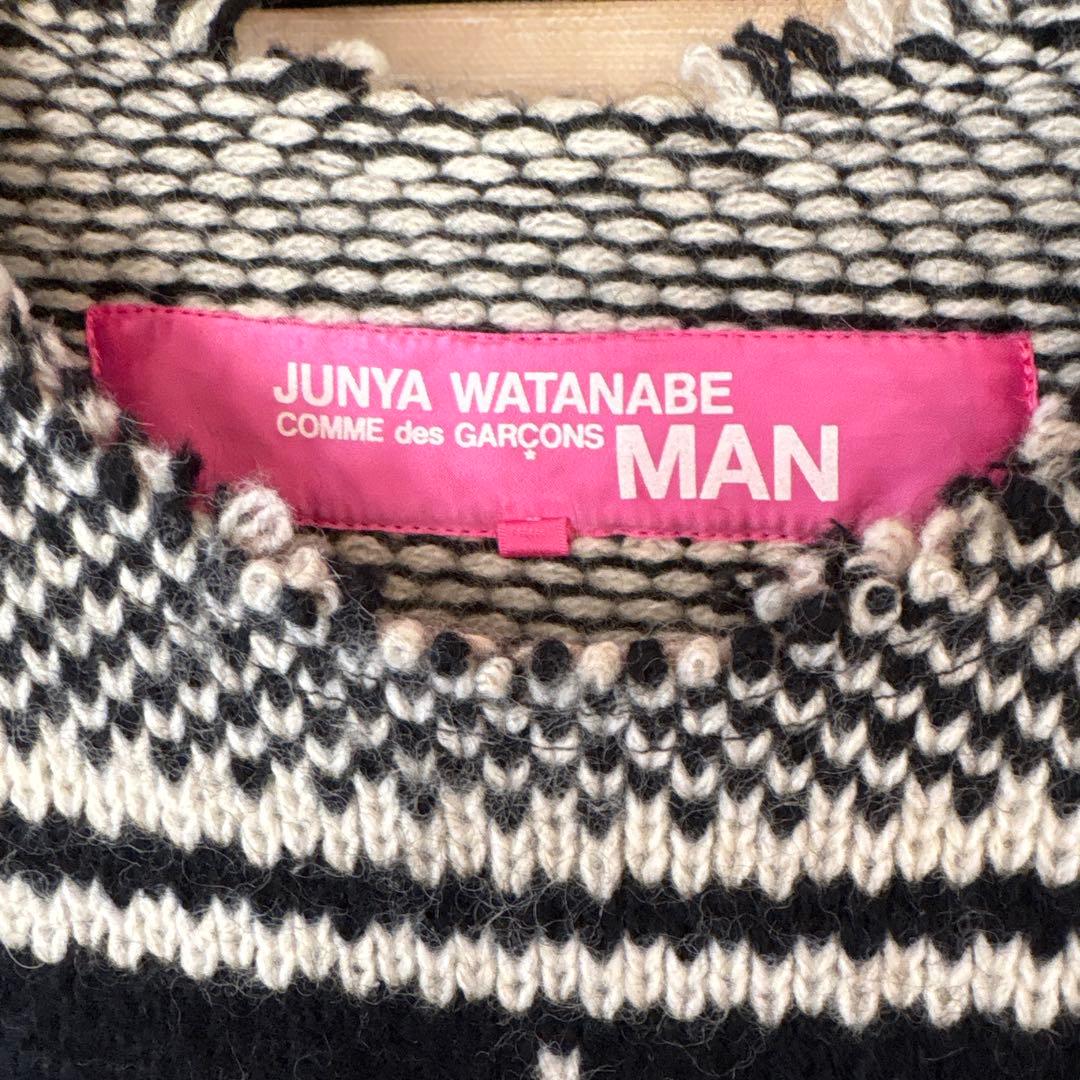 JUNYA WATANABE
COMME des GARÇONS
*
MAN